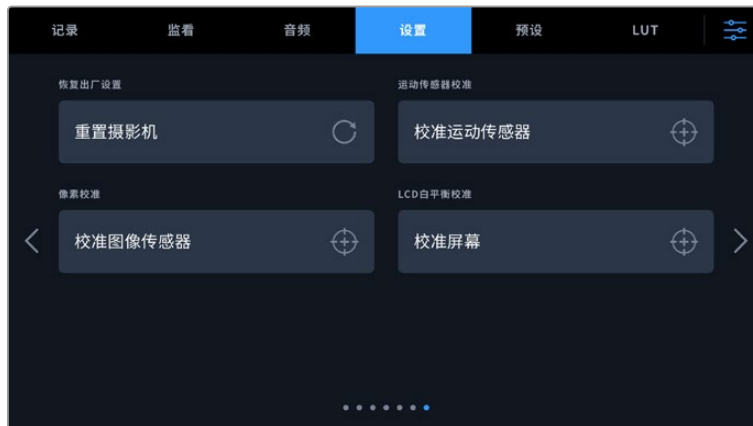 记录 监看 音频 设置 预设 LUT
恢复出厂设置 运动传感器校准
重置摄影机 校准运动传感器
像素校准 LCD白平衡校准
校准图像传感器 校准屏幕